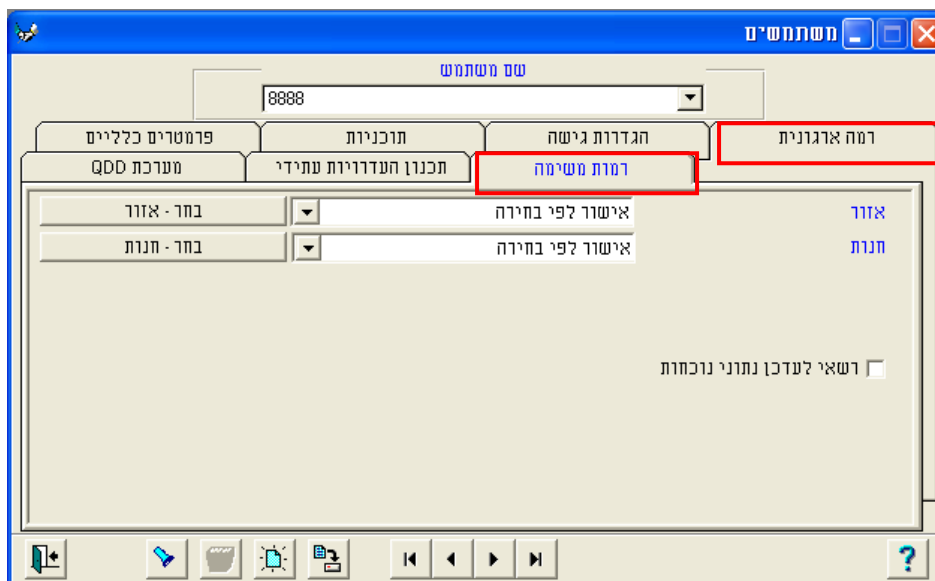 משתמשים
שם משתמש
8888
רמה ארגונית
הגדרות גישה
תוכניות
פרמטרים כלליים
רמות משימה
תכנון העדרויות עתידי
מערכת QDD
אזור
אישור לפי בחירה
בחר - אזור
חנות
אישור לפי בחירה
בחר - חנות
רשאי לעדכן נתוני נוכחות
?